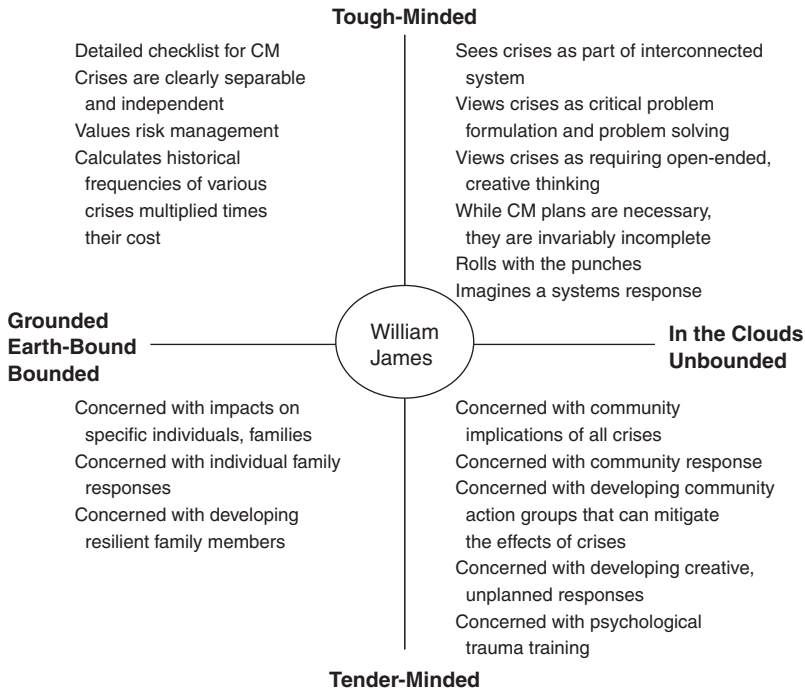 Tough-Minded
Detailed checklist for CM
Crises are clearly separable
and independent
Values risk management
Calculates historical
frequencies of various
crises multiplied times
their cost
Sees crises as part of interconnected
system
Views crises as critical problem
formulation and problem solving
Views crises as requiring open-ended,
creative thinking
While CM plans are necessary,
they are invariably incomplete
Rolls with the punches
Imagines a systems response
Grounded
Earth-Bound
Bounded
William
James
In the Clouds
Unbounded
Concerned with impacts on
specific individuals, families
Concerned with individual family
responses
Concerned with developing
resilient family members
Concerned with community
implications of all crises
Concerned with community response
Concerned with developing community
action groups that can mitigate
the effects of crises
Concerned with developing creative,
unplanned responses
Concerned with psychological
trauma training
Tender-Minded